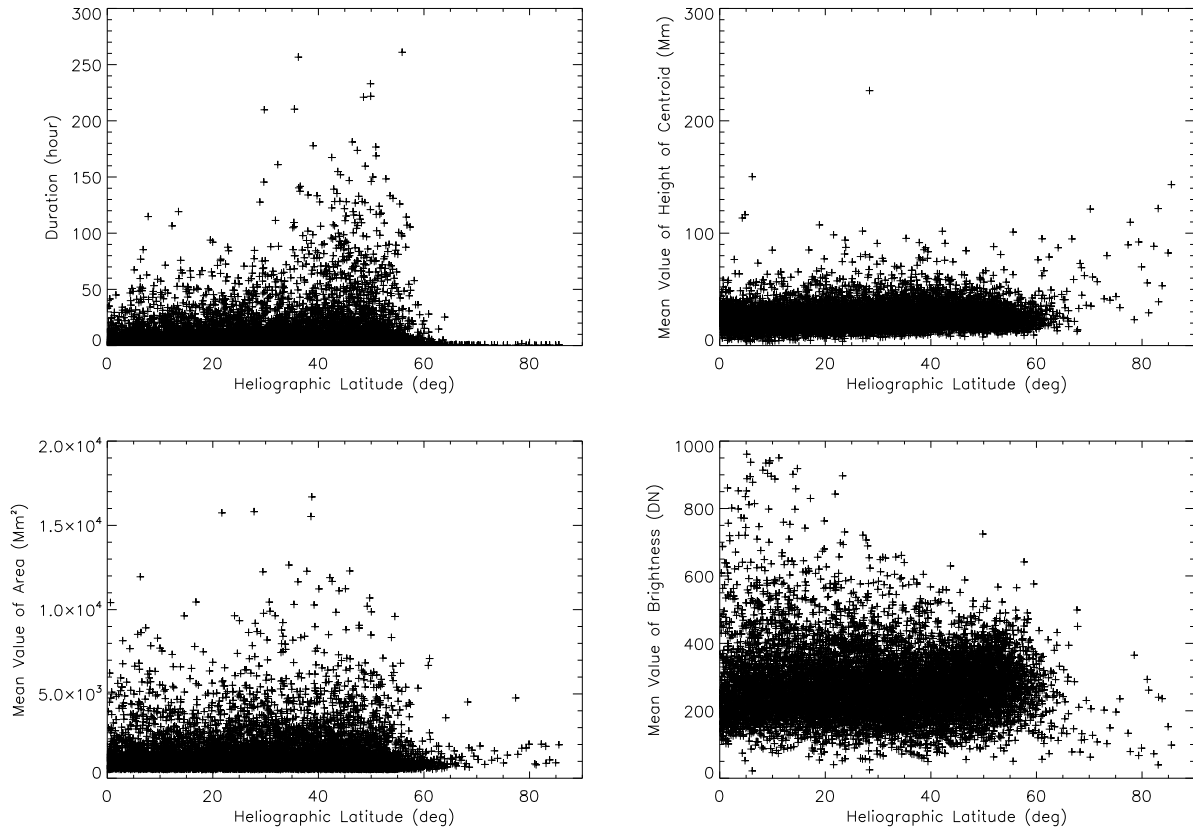 300
250
200
150
100
50
0
Duration (hour)
0 20 40 60 80
Heliographic Latitude (deg)
300
200
100
0
Mean Value of Height of Centroid (Mm)
0 20 40 60 80
Heliographic Latitude (deg)
2.0×10⁴
1.5×10⁴
1.0×10⁴
5.0×10³
0
Mean Value of Area (Mm²)
0 20 40 60 80
Heliographic Latitude (deg)
1000
800
600
400
200
0
Mean Value of Brightness (DN)
0 20 40 60 80
Heliographic Latitude (deg)